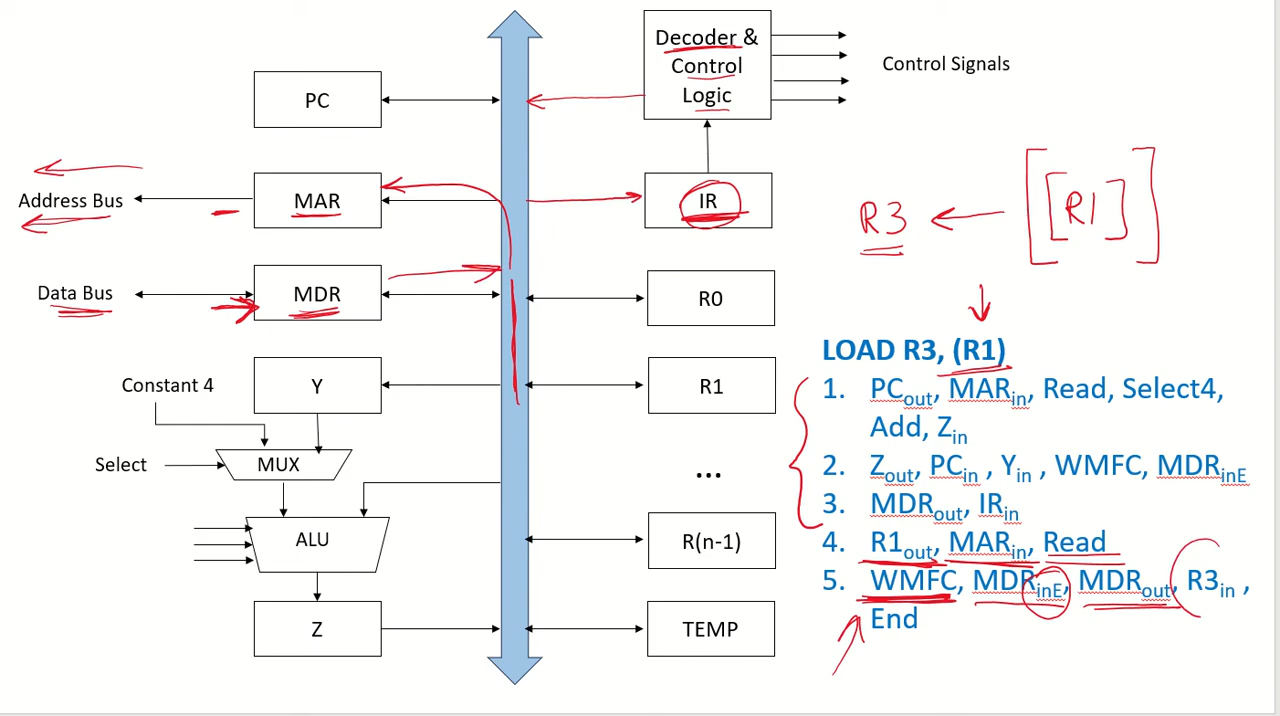 Decoder &
Control
Logic
Control Signals
PC
Address Bus
MAR
IR
R3 ← [[R1]]
Data Bus
MDR
R0
LOAD R3, (R1)
Constant 4
Y
R1
1. PCout, MARin, Read, Select4,
Add, Zin
Select
MUX
...
2. Zout, PCin , Yin , WMFC, MDRinE
3. MDRout, IRin
ALU
R(n-1)
4. R1out, MARin, Read
5. WMFC, MDRinE, MDRout, R3in ,
End
Z
TEMP